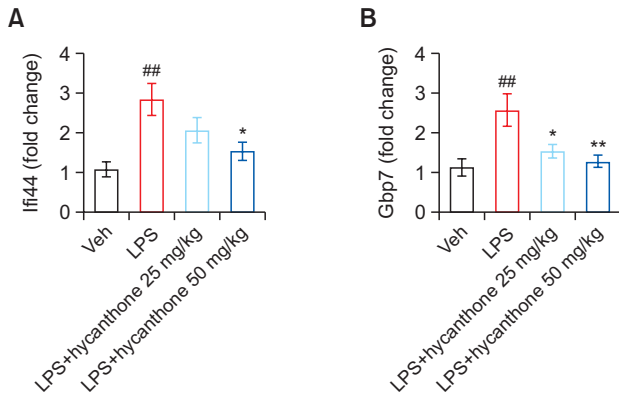 A
Ifi44 (fold change)
4
3
2
1
0
##
*
Veh
LPS
LPS+hycanthone 25 mg/kg
LPS+hycanthone 50 mg/kg
B
Gbp7 (fold change)
4
3
2
1
0
##
*
**
Veh
LPS
LPS+hycanthone 25 mg/kg
LPS+hycanthone 50 mg/kg